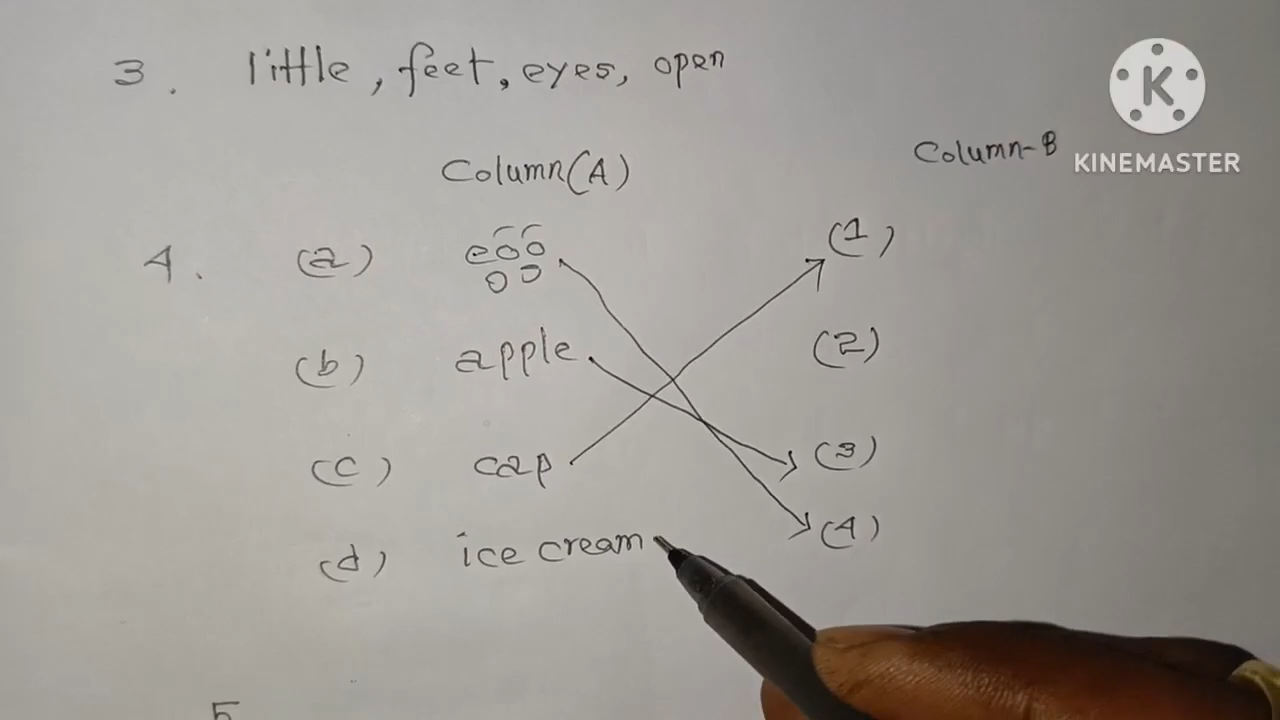 3. little, feet, eyes, open
Column(A) Column-B
K
KINEMASTER
4. (a) (1)
(b) apple (2)
(c) cap (3)
(d) ice cream (4)
5